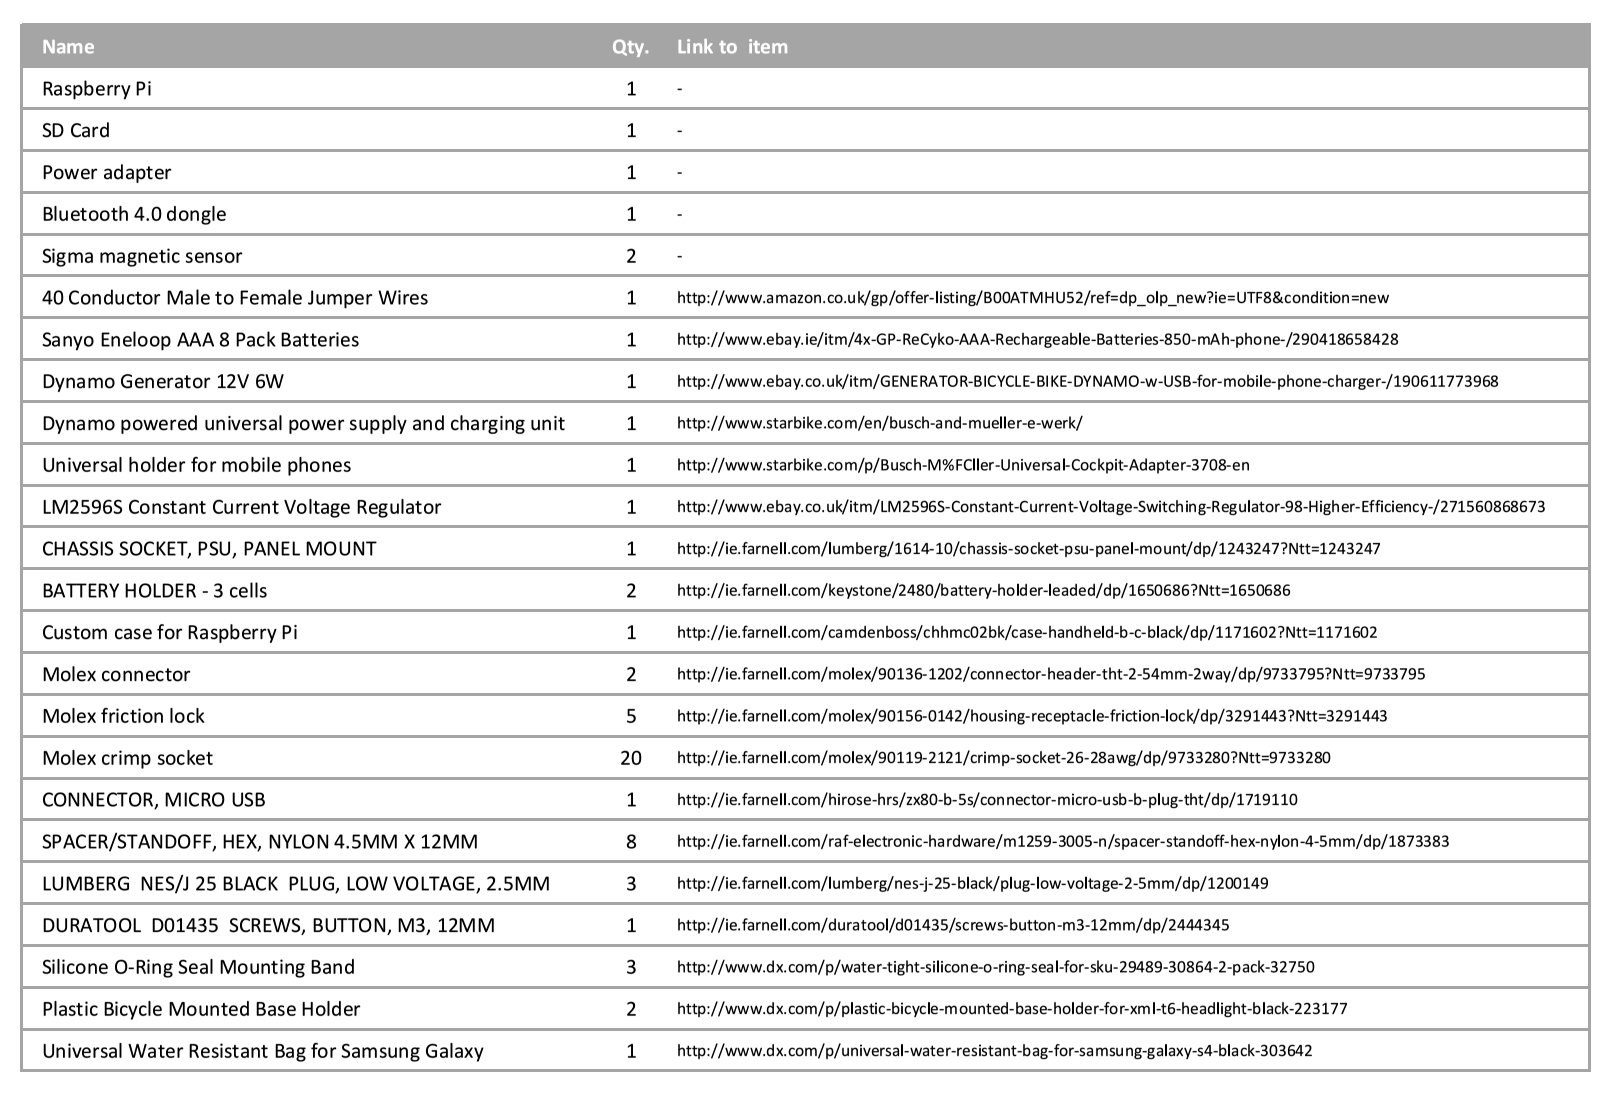 Name Qty. Link to item
Raspberry Pi 1 -
SD Card 1 -
Power adapter 1 -
Bluetooth 4.0 dongle 1 -
Sigma magnetic sensor 2 -
40 Conductor Male to Female Jumper Wires 1 http://www.amazon.co.uk/gp/offer-listing/B00ATMHU52/ref=dp_olp_new?ie=UTF8&condition=new
Sanyo Eneloop AAA 8 Pack Batteries 1 http://www.ebay.ie/itm/4x-GP-ReCyko-AAA-Rechargeable-Batteries-850-mAh-phone-/290418658428
Dynamo Generator 12V 6W 1 http://www.ebay.co.uk/itm/GENERATOR-BICYCLE-BIKE-DYNAMO-w-USB-for-mobile-phone-charger-/190611773968
Dynamo powered universal power supply and charging unit 1 http://www.starbike.com/en/busch-and-mueller-e-werk/
Universal holder for mobile phones 1 http://www.starbike.com/p/Busch-M%FCller-Universal-Cockpit-Adapter-3708-en
LM2596S Constant Current Voltage Regulator 1 http://www.ebay.co.uk/itm/LM2596S-Constant-Current-Voltage-Switching-Regulator-98-Higher-Efficiency-/271560868673
CHASSIS SOCKET, PSU, PANEL MOUNT 1 http://ie.farnell.com/lumberg/1614-10/chassis-socket-psu-panel-mount/dp/1243247?Ntt=1243247
BATTERY HOLDER - 3 cells 2 http://ie.farnell.com/keystone/2480/battery-holder-leaded/dp/1650686?Ntt=1650686
Custom case for Raspberry Pi 1 http://ie.farnell.com/camdenboss/chhmc02bk/case-handheld-b-c-black/dp/1171602?Ntt=1171602
Molex connector 2 http://ie.farnell.com/molex/90136-1202/connector-header-tht-2-54mm-2way/dp/9733795?Ntt=9733795
Molex friction lock 5 http://ie.farnell.com/molex/90156-0142/housing-receptacle-friction-lock/dp/3291443?Ntt=3291443
Molex crimp socket 20 http://ie.farnell.com/molex/90119-2121/crimp-socket-26-28awg/dp/9733280?Ntt=9733280
CONNECTOR, MICRO USB 1 http://ie.farnell.com/hirose-hrs/zx80-b-5s/connector-micro-usb-b-plug-tht/dp/1719110
SPACER/STANDOFF, HEX, NYLON 4.5MM X 12MM 8 http://ie.farnell.com/raf-electronic-hardware/m1259-3005-n/spacer-standoff-hex-nylon-4-5mm/dp/1873383
LUMBERG NES/J 25 BLACK PLUG, LOW VOLTAGE, 2.5MM 3 http://ie.farnell.com/lumberg/nes-j-25-black/plug-low-voltage-2-5mm/dp/1200149
DURATOOL D01435 SCREWS, BUTTON, M3, 12MM 1 http://ie.farnell.com/duratool/d01435/screws-button-m3-12mm/dp/2444345
Silicone O-Ring Seal Mounting Band 3 http://www.dx.com/p/water-tight-silicone-o-ring-seal-for-sku-29489-30864-2-pack-32750
Plastic Bicycle Mounted Base Holder 2 http://www.dx.com/p/plastic-bicycle-mounted-base-holder-for-xml-t6-headlight-black-223177
Universal Water Resistant Bag for Samsung Galaxy 1 http://www.dx.com/p/universal-water-resistant-bag-for-samsung-galaxy-s4-black-303642